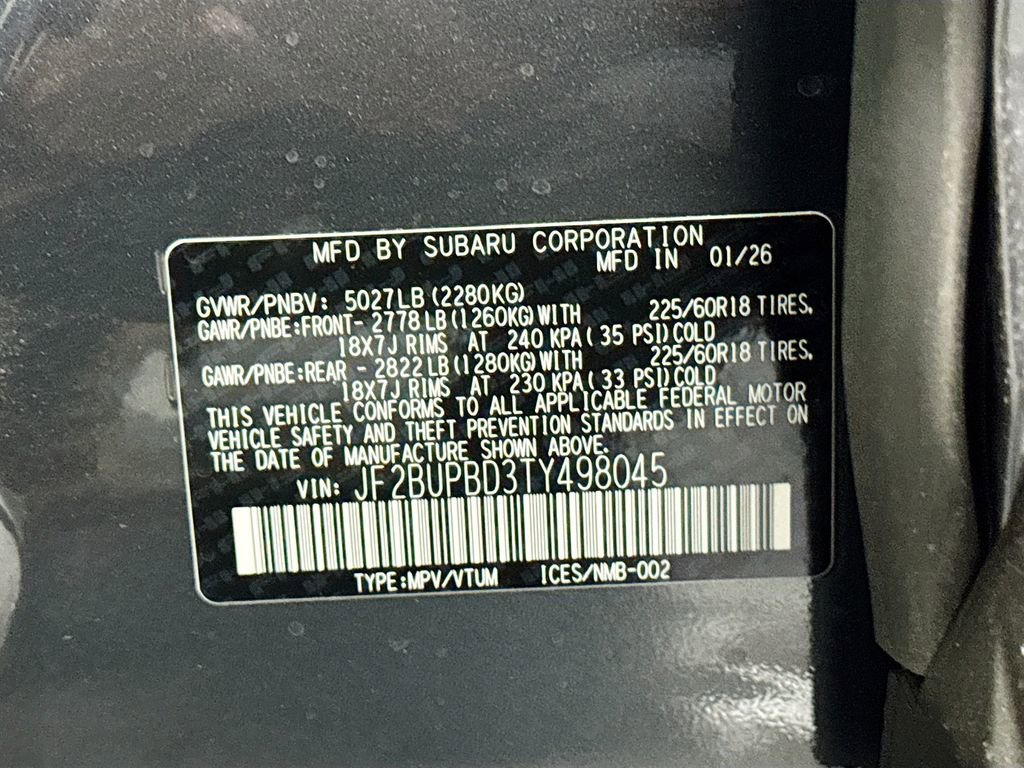 MFD BY SUBARU CORPORATION
MFD IN 01/26
GVWR/PNBV: 5027LB (2280KG)
GAWR/PNBE:FRONT- 2778 LB (1260KG) WITH 225/60R18 TIRES,
18X7J RIMS AT 240 KPA ( 35 PSI) COLD
GAWR/PNBE:REAR - 2822 LB (1280KG) WITH 225/60R18 TIRES,
18X7J RIMS AT 230 KPA ( 33 PSI) COLD
THIS VEHICLE CONFORMS TO ALL APPLICABLE FEDERAL MOTOR
VEHICLE SAFETY AND THEFT PREVENTION STANDARDS IN EFFECT ON
THE DATE OF MANUFACTURE SHOWN ABOVE.
VIN: JF2BUPBD3TY498045
TYPE:MPV/VTUM ICES/NMB-002